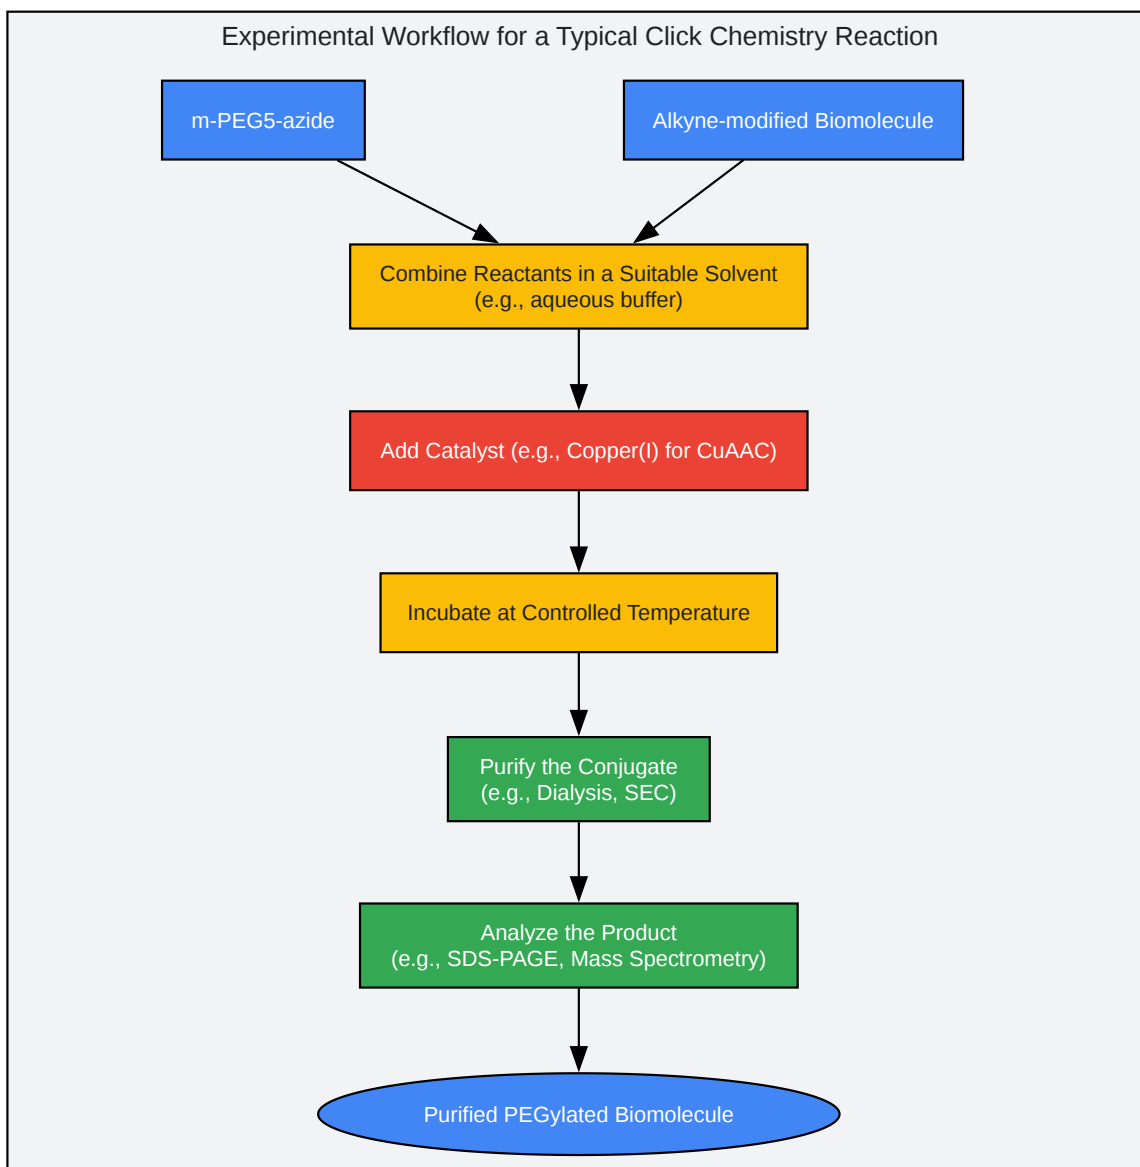 Experimental Workflow for a Typical Click Chemistry Reaction
m-PEG5-azide
Alkyne-modified Biomolecule
Combine Reactants in a Suitable Solvent
(e.g., aqueous buffer)
Add Catalyst (e.g., Copper(I) for CuAAC)
Incubate at Controlled Temperature
Purify the Conjugate
(e.g., Dialysis, SEC)
Analyze the Product
(e.g., SDS-PAGE, Mass Spectrometry)
Purified PEGylated Biomolecule